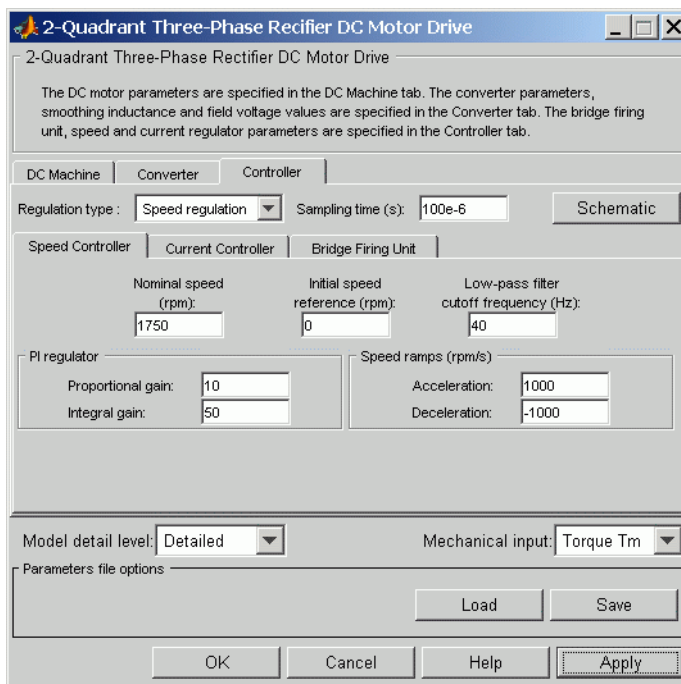 2-Quadrant Three-Phase Recifier DC Motor Drive
2-Quadrant Three-Phase Rectifier DC Motor Drive
The DC motor parameters are specified in the DC Machine tab. The converter parameters,
smoothing inductance and field voltage values are specified in the Converter tab. The bridge firing
unit, speed and current regulator parameters are specified in the Controller tab.
DC Machine Converter Controller
Regulation type : Speed regulation Sampling time (s): 100e-6 Schematic
Speed Controller Current Controller Bridge Firing Unit
Nominal speed Initial speed Low-pass filter
(rpm): reference (rpm): cutoff frequency (Hz):
1750 0 40
PI regulator Speed ramps (rpm/s)
Proportional gain: 10 Acceleration: 1000
Integral gain: 50 Deceleration: -1000
Model detail level: Detailed Mechanical input: Torque Tm
Parameters file options
Load Save
OK Cancel Help Apply